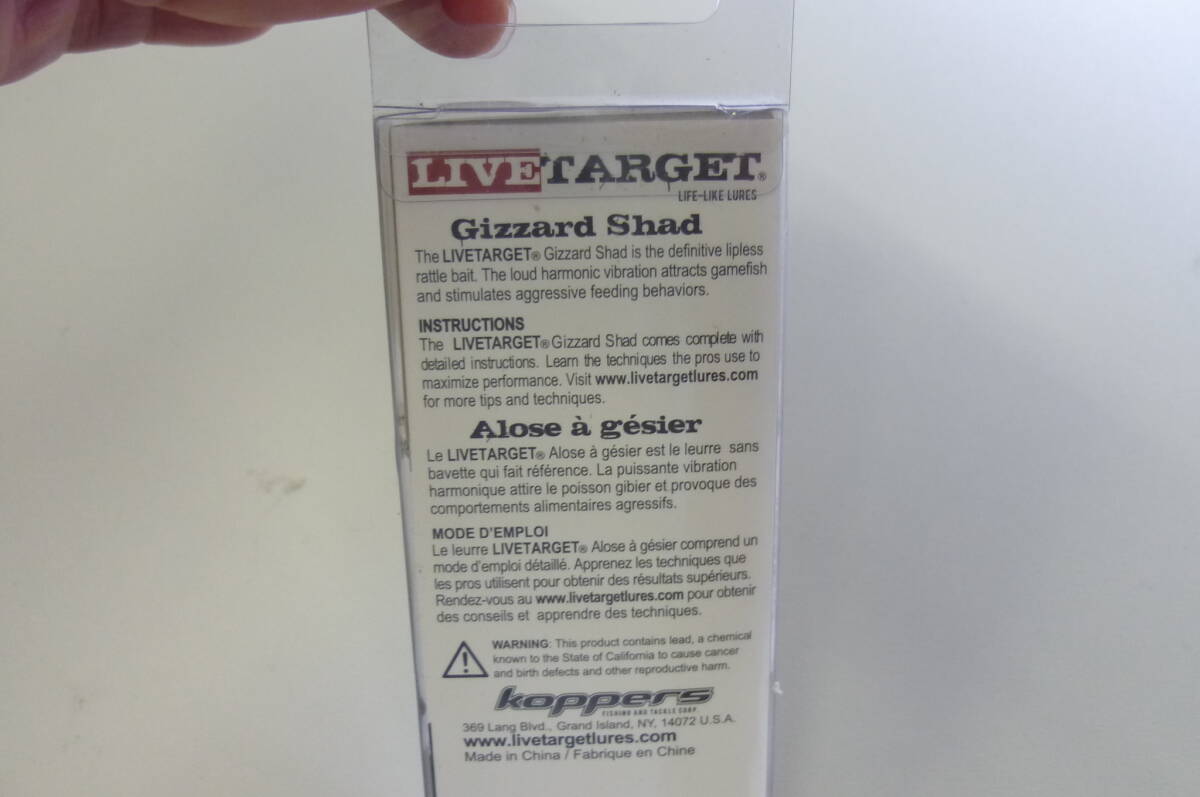 LIVETARGET®
LIFE-LIKE LURES
Gizzard Shad
The LIVETARGET® Gizzard Shad is the definitive lipless
rattle bait. The loud harmonic vibration attracts gamefish
and stimulates aggressive feeding behaviors.
INSTRUCTIONS
The LIVETARGET® Gizzard Shad comes complete with
detailed instructions. Learn the techniques the pros use to
maximize performance. Visit www.livetargetlures.com
for more tips and techniques.
Alose à gésier
Le LIVETARGET® Alose à gésier est le leurre sans
bavette qui fait référence. La puissante vibration
harmonique attire le poisson gibier et provoque des
comportements alimentaires agressifs.
MODE D'EMPLOI
Le leurre LIVETARGET® Alose à gésier comprend un
mode d'emploi détaillé. Apprenez les techniques que
les pros utilisent pour obtenir des résultats supérieurs.
Rendez-vous au www.livetargetlures.com pour obtenir
des conseils et apprendre des techniques.
WARNING: This product contains lead, a chemical
known to the State of California to cause cancer
and birth defects and other reproductive harm.
koppers
FISHING AND TACKLE CORP.
369 Lang Blvd., Grand Island, NY, 14072 U.S.A.
www.livetargetlures.com
Made in China / Fabrique en Chine